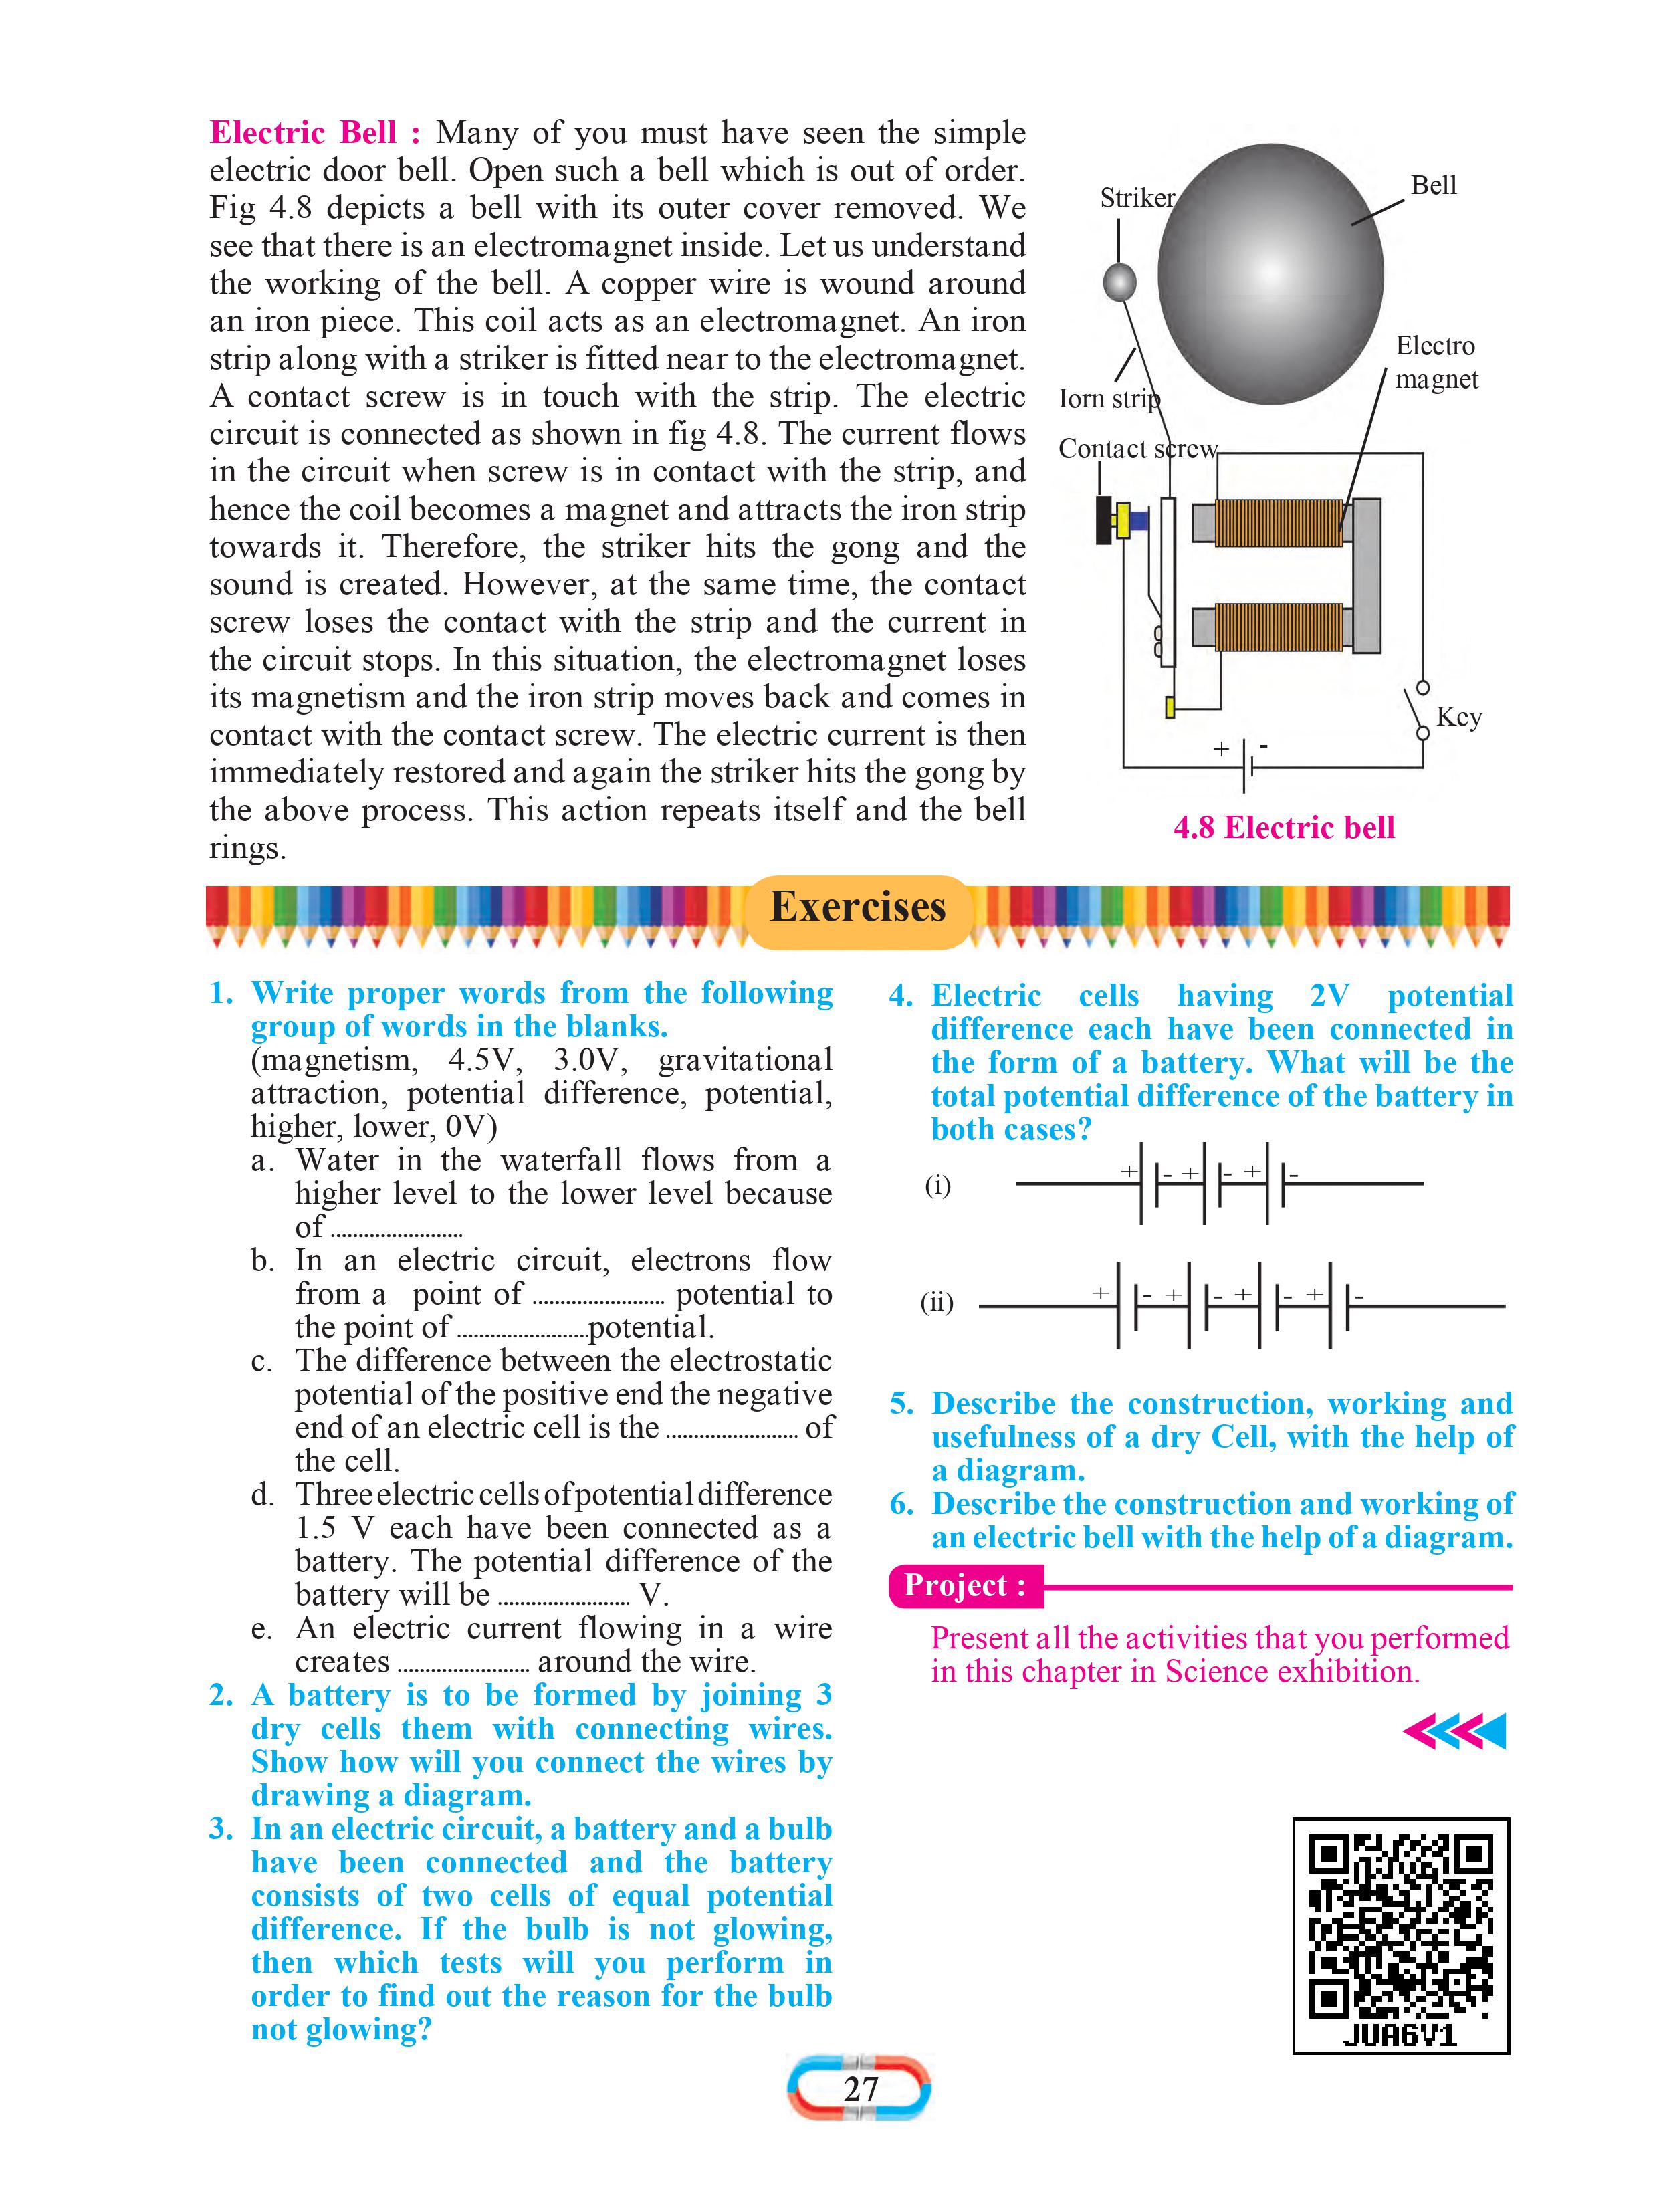 Electric Bell : Many of you must have seen the simple
electric door bell. Open such a bell which is out of order.
Fig 4.8 depicts a bell with its outer cover removed. We
see that there is an electromagnet inside. Let us understand
the working of the bell. A copper wire is wound around
an iron piece. This coil acts as an electromagnet. An iron
strip along with a striker is fitted near to the electromagnet.
A contact screw is in touch with the strip. The electric
circuit is connected as shown in fig 4.8. The current flows
in the circuit when screw is in contact with the strip, and
hence the coil becomes a magnet and attracts the iron strip
towards it. Therefore, the striker hits the gong and the
sound is created. However, at the same time, the contact
screw loses the contact with the strip and the current in
the circuit stops. In this situation, the electromagnet loses
its magnetism and the iron strip moves back and comes in
contact with the contact screw. The electric current is then
immediately restored and again the striker hits the gong by
the above process. This action repeats itself and the bell
rings.
Striker
Bell
Electro
magnet
Iorn strip
Contact screw
Key
+ -
4.8 Electric bell
Exercises
1. Write proper words from the following
group of words in the blanks.
(magnetism, 4.5V, 3.0V, gravitational
attraction, potential difference, potential,
higher, lower, 0V)
a. Water in the waterfall flows from a
higher level to the lower level because
of ........................
b. In an electric circuit, electrons flow
from a point of ........................ potential to
the point of ........................potential.
c. The difference between the electrostatic
potential of the positive end the negative
end of an electric cell is the ........................ of
the cell.
d. Three electric cells of potential difference
1.5 V each have been connected as a
battery. The potential difference of the
battery will be ........................ V.
e. An electric current flowing in a wire
creates ........................ around the wire.
2. A battery is to be formed by joining 3
dry cells them with connecting wires.
Show how will you connect the wires by
drawing a diagram.
3. In an electric circuit, a battery and a bulb
have been connected and the battery
consists of two cells of equal potential
difference. If the bulb is not glowing,
then which tests will you perform in
order to find out the reason for the bulb
not glowing?
4. Electric cells having 2V potential
difference each have been connected in
the form of a battery. What will be the
total potential difference of the battery in
both cases?
(i) + - + - + -
(ii) + - + - + - + -
5. Describe the construction, working and
usefulness of a dry Cell, with the help of
a diagram.
6. Describe the construction and working of
an electric bell with the help of a diagram.
Project :
Present all the activities that you performed
in this chapter in Science exhibition.
JUA6V1
27